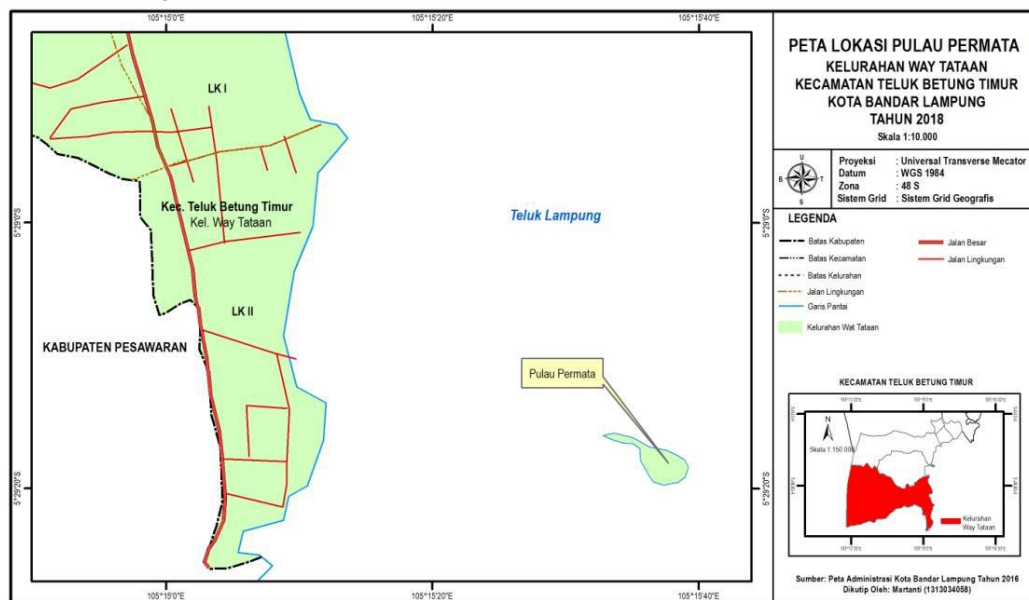 105°15'0"E
105°15'20"E
105°15'40"E
5°29'0"S
5°29'20"S
LK I
Kec. Teluk Betung Timur
Kel. Way Tataan
LK II
KABUPATEN PESAWARAN
Teluk Lampung
Pulau Permata
5°29'0"S
5°29'20"S
105°15'0"E
105°15'20"E
105°15'40"E
PETA LOKASI PULAU PERMATA
KELURAHAN WAY TATAAN
KECAMATAN TELUK BETUNG TIMUR
KOTA BANDAR LAMPUNG
TAHUN 2018
Skala 1:10.000
U
B
T
S
Proyeksi : Universal Transverse Mecator
Datum : WGS 1984
Zona : 48 S
Sistem Grid : Sistem Grid Geografis
LEGENDA
Batas Kabupaten
Batas Kecamatan
Batas Kelurahan
Jalan Lingkungan
Garis Pantai
Kelurahan Wat Tataan
Jalan Besar
Jalan Lingkungan
KECAMATAN TELUK BETUNG TIMUR
N
Skala 1:150.000
Kelurahan
Way Tataan
Sumber: Peta Administrasi Kota Bandar Lampung Tahun 2016
Dikutip Oleh: Martanti (1313034058)